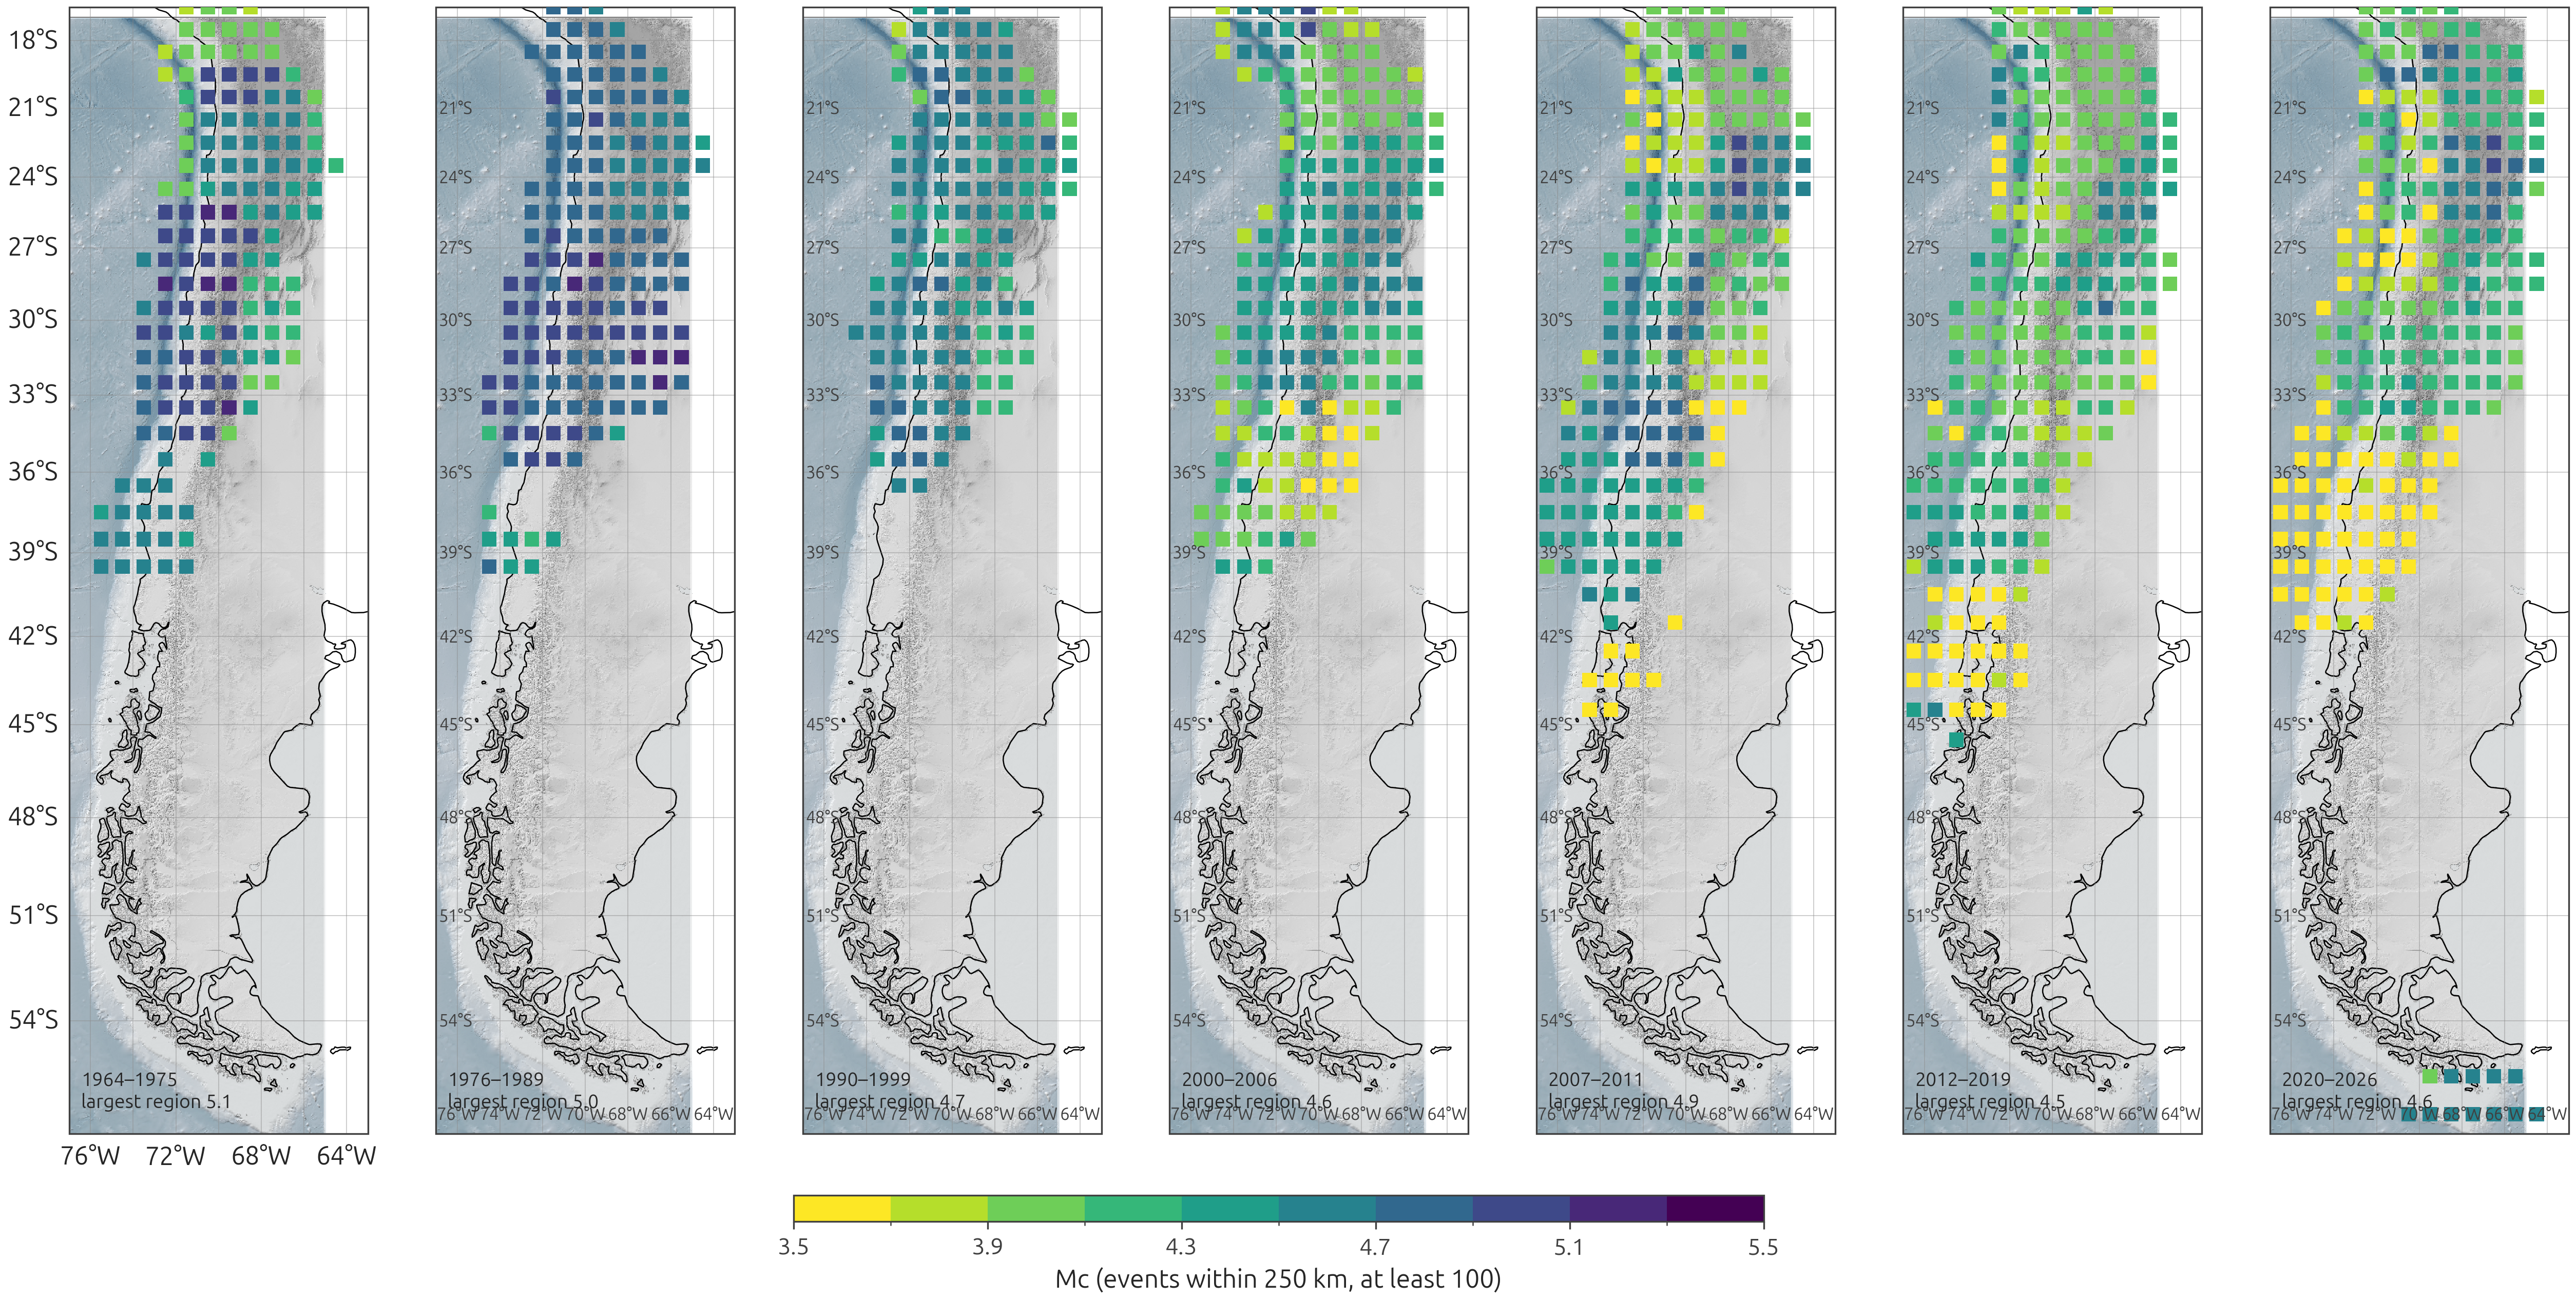 18°S
21°S
24°S
27°S
30°S
33°S
36°S
39°S
42°S
45°S
48°S
51°S
54°S
1964–1975
largest region 5.1
76°W 72°W 68°W 64°W
21°S
24°S
27°S
30°S
33°S
36°S
39°S
42°S
45°S
48°S
51°S
54°S
1976–1989
largest region 5.0
76°W 74°W 72°W 70°W 68°W 66°W 64°W
21°S
24°S
27°S
30°S
33°S
36°S
39°S
42°S
45°S
48°S
51°S
54°S
1990–1999
largest region 4.7
76°W 74°W 72°W 70°W 68°W 66°W 64°W
21°S
24°S
27°S
30°S
33°S
36°S
39°S
42°S
45°S
48°S
51°S
54°S
2000–2006
largest region 4.6
76°W 74°W 72°W 70°W 68°W 66°W 64°W
21°S
24°S
27°S
30°S
33°S
36°S
39°S
42°S
45°S
48°S
51°S
54°S
2007–2011
largest region 4.9
76°W 74°W 72°W 70°W 68°W 66°W 64°W
21°S
24°S
27°S
30°S
33°S
36°S
39°S
42°S
45°S
48°S
51°S
54°S
2012–2019
largest region 4.5
76°W 74°W 72°W 70°W 68°W 66°W 64°W
21°S
24°S
27°S
30°S
33°S
36°S
39°S
42°S
45°S
48°S
51°S
54°S
2020–2026
largest region 4.6
76°W 74°W 72°W 70°W 68°W 66°W 64°W
3.5 3.9 4.3 4.7 5.1 5.5
Mc (events within 250 km, at least 100)